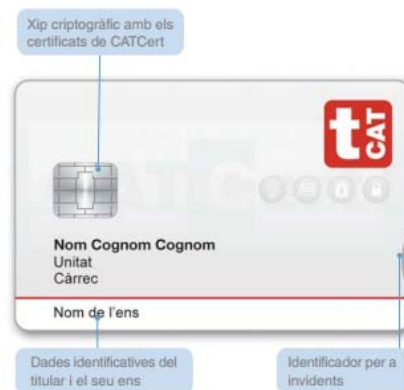 Xip criptogràfic amb els
certificats de CATCert
t CAT
Nom Cognom Cognom
Unitat
Càrrec
Nom de l'ens
Dades identificatives del
titular i el seu ens
Identificador per a
invidents